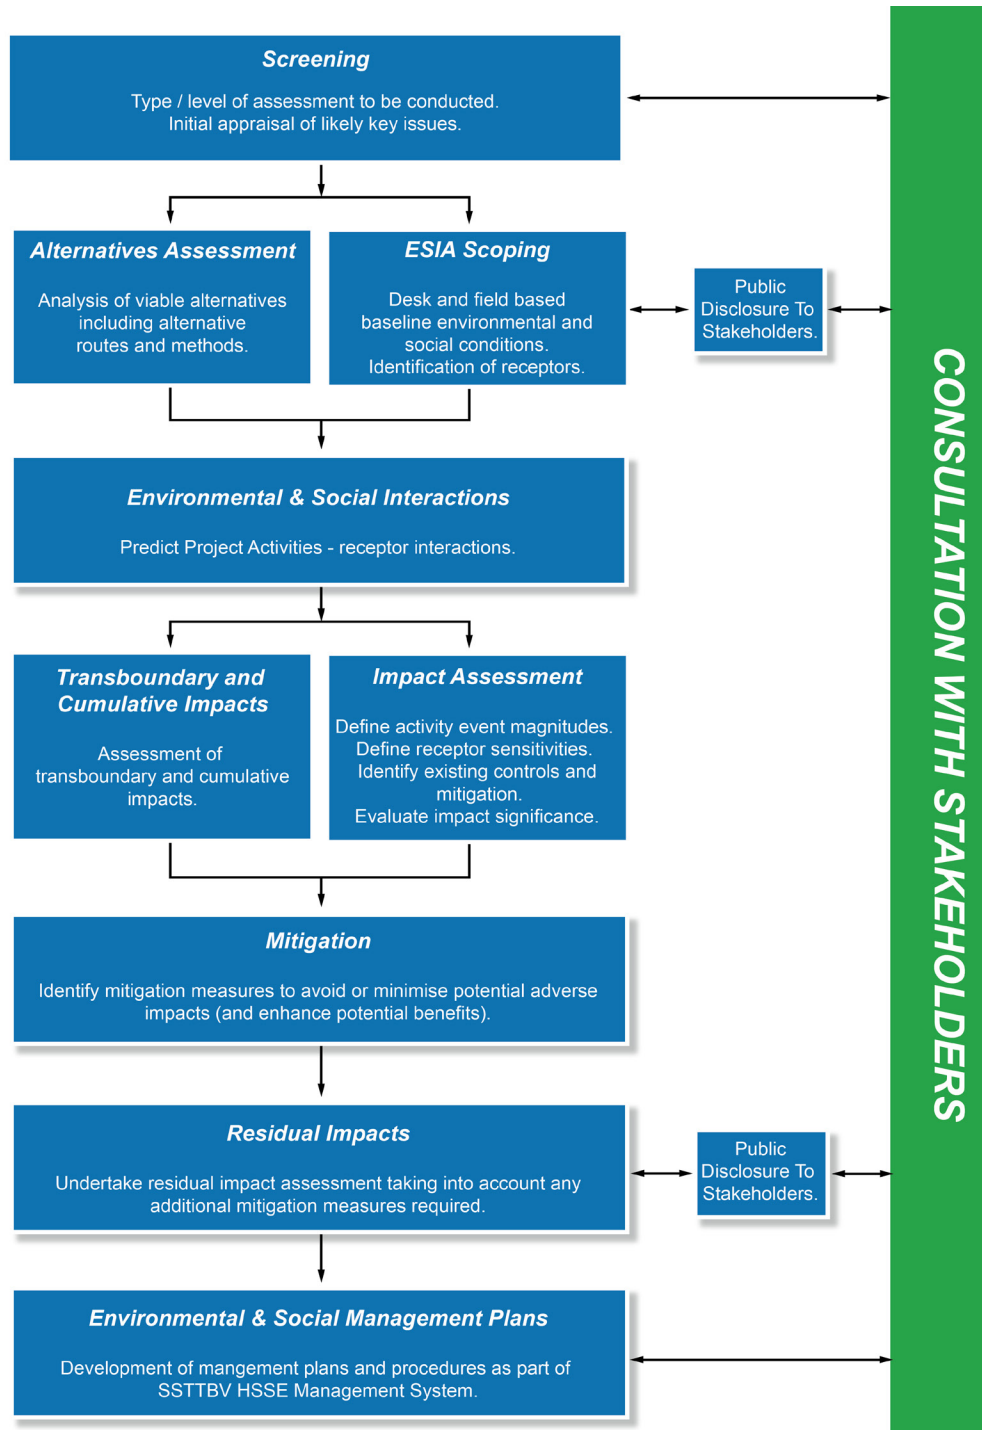 Screening
Type / level of assessment to be conducted.
Initial appraisal of likely key issues.
Alternatives Assessment
Analysis of viable alternatives
including alternative
routes and methods.
ESIA Scoping
Desk and field based
baseline environmental and
social conditions.
Identification of receptors.
Public
Disclosure To
Stakeholders.
Environmental & Social Interactions
Predict Project Activities - receptor interactions.
Transboundary and
Cumulative Impacts
Assessment of
transboundary and cumulative
impacts.
Impact Assessment
Define activity event magnitudes.
Define receptor sensitivities.
Identify existing controls and
mitigation.
Evaluate impact significance.
Mitigation
Identify mitigation measures to avoid or minimise potential adverse
impacts (and enhance potential benefits).
Residual Impacts
Undertake residual impact assessment taking into account any
additional mitigation measures required.
Public
Disclosure To
Stakeholders.
Environmental & Social Management Plans
Development of mangement plans and procedures as part of
SSTTBV HSSE Management System.
CONSULTATION WITH STAKEHOLDERS